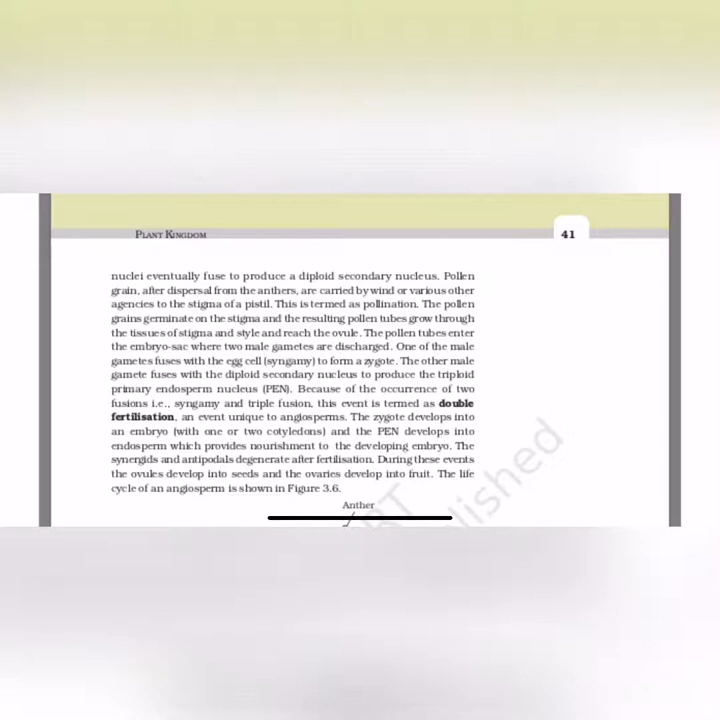 PLANT KINGDOM
41
nuclei eventually fuse to produce a diploid secondary nucleus. Pollen
grain, after dispersal from the anthers, are carried by wind or various other
agencies to the stigma of a pistil. This is termed as pollination. The pollen
grains germinate on the stigma and the resulting pollen tubes grow through
the tissues of stigma and style and reach the ovule. The pollen tubes enter
the embryo-sac where two male gametes are discharged. One of the male
gametes fuses with the egg cell (syngamy) to form a zygote. The other male
gamete fuses with the diploid secondary nucleus to produce the triploid
primary endosperm nucleus (PEN). Because of the occurrence of two
fusions i.e., syngamy and triple fusion, this event is termed as double
fertilisation, an event unique to angiosperms. The zygote develops into
an embryo (with one or two cotyledons) and the PEN develops into
endosperm which provides nourishment to the developing embryo. The
synergids and antipodals degenerate after fertilisation. During these events
the ovules develop into seeds and the ovaries develop into fruit. The life
cycle of an angiosperm is shown in Figure 3.6.
Anther